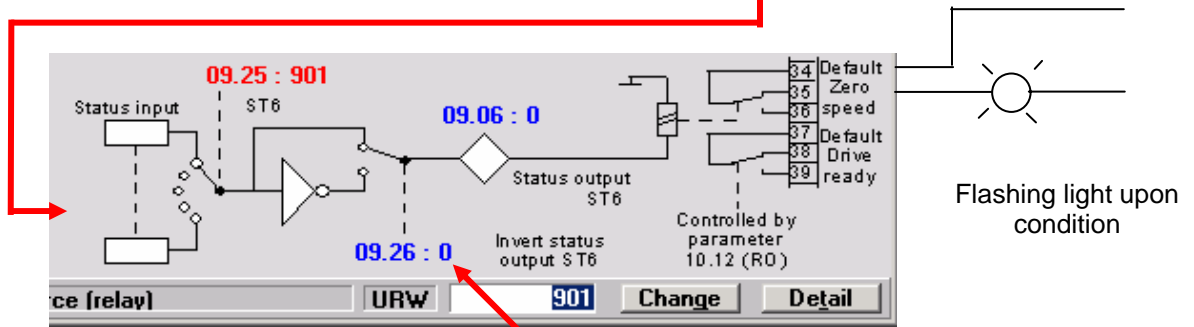 09.25 : 901
Status input
ST6
09.06 : 0
34 Default
35 Zero
36 speed
37 Default
38 Drive
39 ready
Status output
ST6
09.26 : 0
Invert status
output ST6
Controlled by
parameter
10.12 (RO)
Flashing light upon
condition
ce (relay)
URW
901
Change
Detail